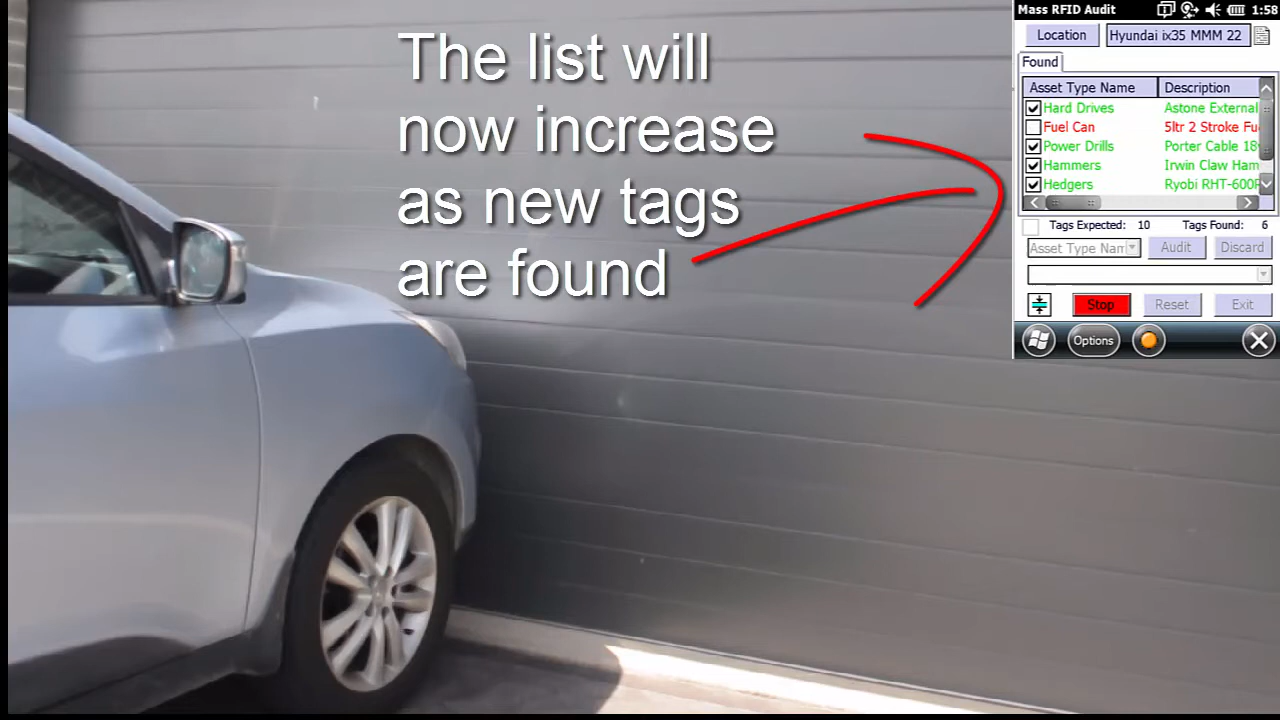 The list will
now increase
as new tags
are found
Mass RFID Audit 1:58
Location Hyundai ix35 MMM 22
Found
Asset Type Name Description
Hard Drives Astone External
Fuel Can 5ltr 2 Stroke Fu
Power Drills Porter Cable 18
Hammers Irwin Claw Ham
Hedgers Ryobi RHT-600R
Tags Expected: 10 Tags Found: 6
Asset Type Nam Audit Discard
Stop Reset Exit
Options